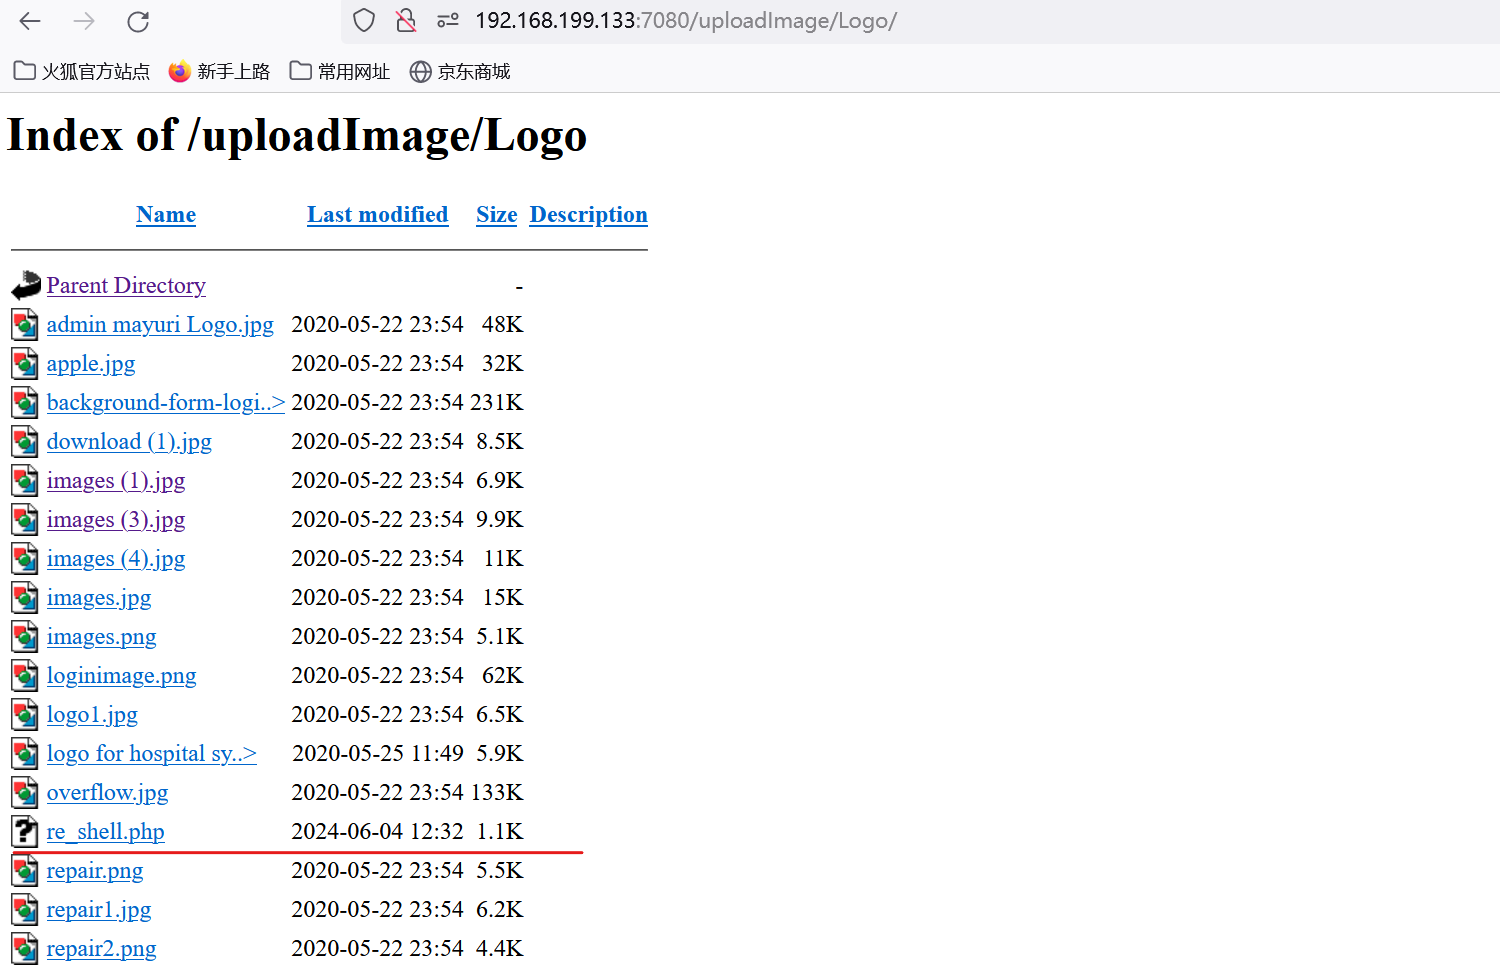 192.168.199.133:7080/uploadImage/Logo/
火狐官方站点 新手上路 常用网址 京东商城
Index of /uploadImage/Logo
Name Last modified Size Description
Parent Directory -
admin mayuri Logo.jpg 2020-05-22 23:54 48K
apple.jpg 2020-05-22 23:54 32K
background-form-logi..> 2020-05-22 23:54 231K
download (1).jpg 2020-05-22 23:54 8.5K
images (1).jpg 2020-05-22 23:54 6.9K
images (3).jpg 2020-05-22 23:54 9.9K
images (4).jpg 2020-05-22 23:54 11K
images.jpg 2020-05-22 23:54 15K
images.png 2020-05-22 23:54 5.1K
loginimage.png 2020-05-22 23:54 62K
logo1.jpg 2020-05-22 23:54 6.5K
logo for hospital sy..> 2020-05-25 11:49 5.9K
overflow.jpg 2020-05-22 23:54 133K
re_shell.php 2024-06-04 12:32 1.1K
repair.png 2020-05-22 23:54 5.5K
repair1.jpg 2020-05-22 23:54 6.2K
repair2.png 2020-05-22 23:54 4.4K